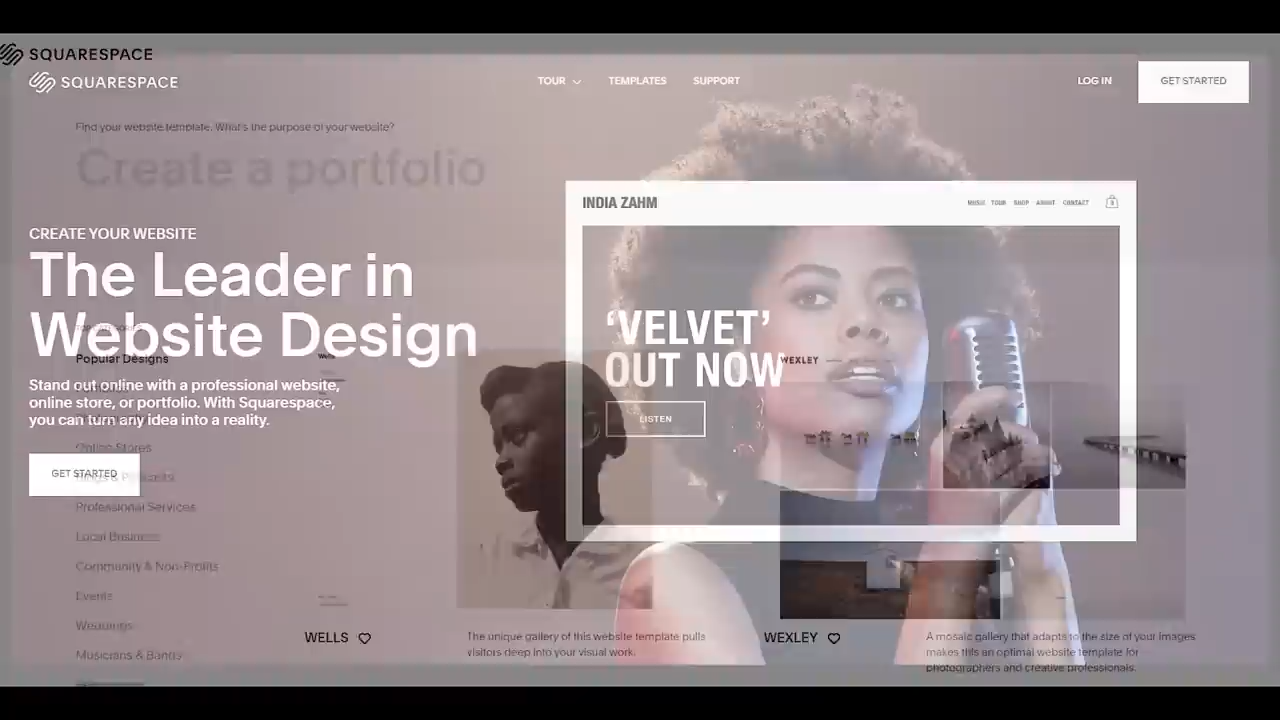 SQUARESPACE
SQUARESPACE
TOUR
TEMPLATES
SUPPORT
LOG IN
GET STARTED
Find your website template. What's the purpose of your website?
Create a portfolio
INDIA ZAHM
MUSIC TOUR SHOP ABOUT CONTACT
CREATE YOUR WEBSITE
The Leader in
Website Design
'VELVET'
OUT NOW
WEXLEY
LISTEN
Popular Designs
Stand out online with a professional website,
online store, or portfolio. With Squarespace,
you can turn any idea into a reality.
Online Stores
GET STARTED
Professional Services
Local Business
Community & Non-Profits
Events
Weddings
Musicians & Bands
WELLS
The unique gallery of this website template pulls
visitors deep into your visual work.
WEXLEY
A mosaic gallery that adapts to the size of your images
makes this an optimal website template for
photographers and creative professionals.